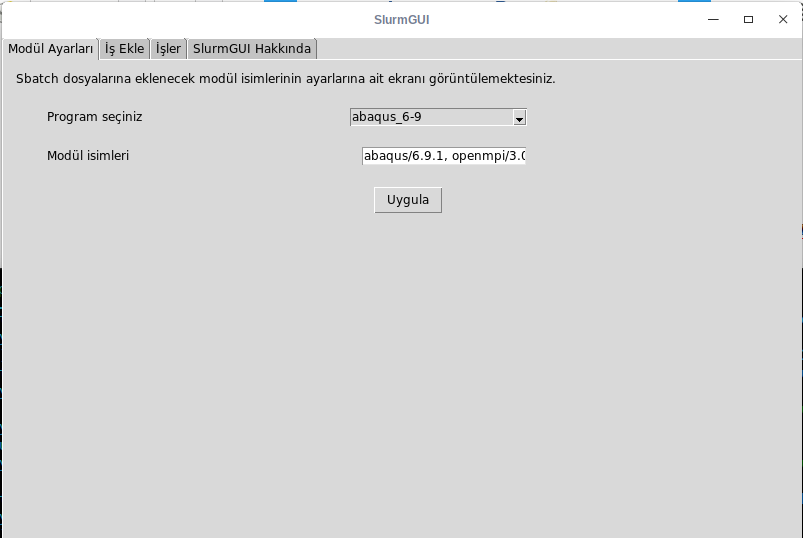 SlurmGUI
Modül Ayarları İş Ekle İşler SlurmGUI Hakkında
Sbatch dosyalarına eklenecek modül isimlerinin ayarlarına ait ekranı görüntülemektesiniz.
Program seçiniz abaqus_6-9
Modül isimleri abaqus/6.9.1, openmpi/3.0
Uygula